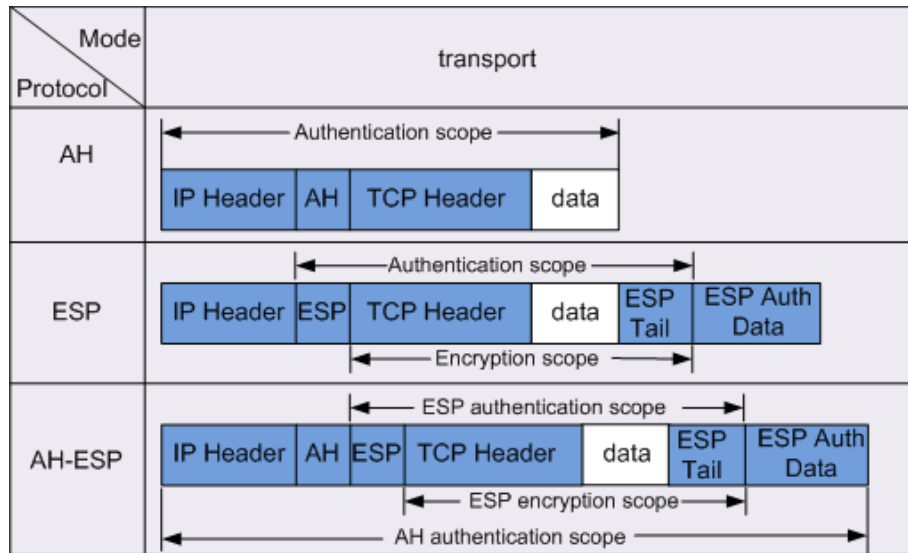 Mode
Protocol
transport
AH
Authentication scope
IP Header AH TCP Header data
ESP
Authentication scope
IP Header ESP TCP Header data ESP Tail ESP Auth Data
Encryption scope
AH-ESP
ESP authentication scope
IP Header AH ESP TCP Header data ESP Tail ESP Auth Data
ESP encryption scope
AH authentication scope